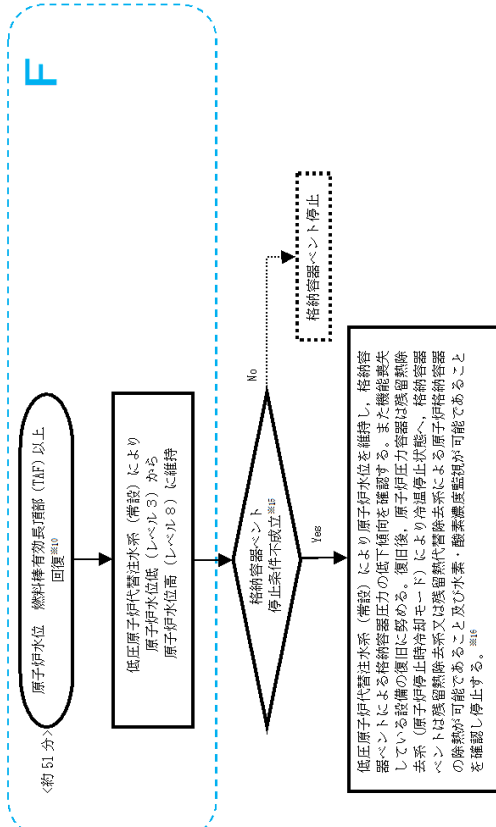 F
<約 51 分>
原子炉水位 燃料棒有効長頂部 (TAF) 以上
回復※10
低圧原子炉代替注水系 (常設) により
原子炉水位低 (レベル3) から
原子炉水位高 (レベル8) に維持
格納容器ベント
停止条件不成立※15
No
格納容器ベント停止
Yes
低圧原子炉代替注水系 (常設) により原子炉水位を維持し, 格納容
器ベントによる格納容器圧力の低下傾向を確認する。また機能喪失
している設備の復旧に努める。復旧後, 原子炉圧力容器は残留熱除
去系 (原子炉停止時冷却モード) により冷温停止状態へ, 格納容器
ベントは残留熱除去系又は残留熱代替除去系による原子炉格納容器
の除熱が可能であること及び水素・酸素濃度監視が可能であること
を確認し停止する。※16